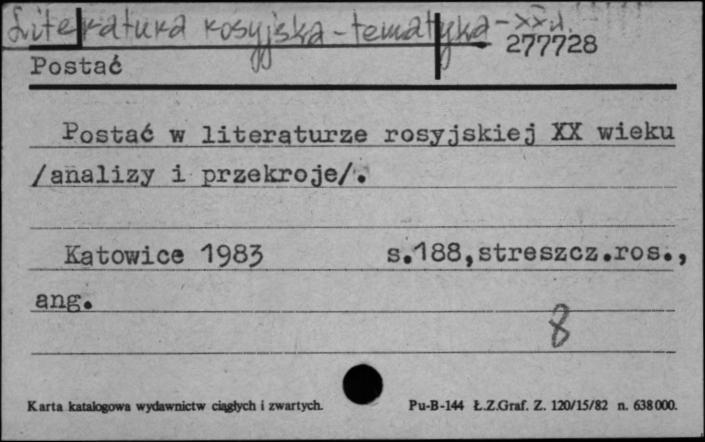 Literatura rosyjska - tematyka - XX w.
277728
Postać
Postać w literaturze rosyjskiej XX wieku
/analizy i przekroje/.
Katowice 1983 s.188,streszcz.ros.,
ang.
8
Karta katalogowa wydawnictw ciągłych i zwartych. Pu-B-144 Ł.Z.Graf. Z. 120/15/82 n. 638000.